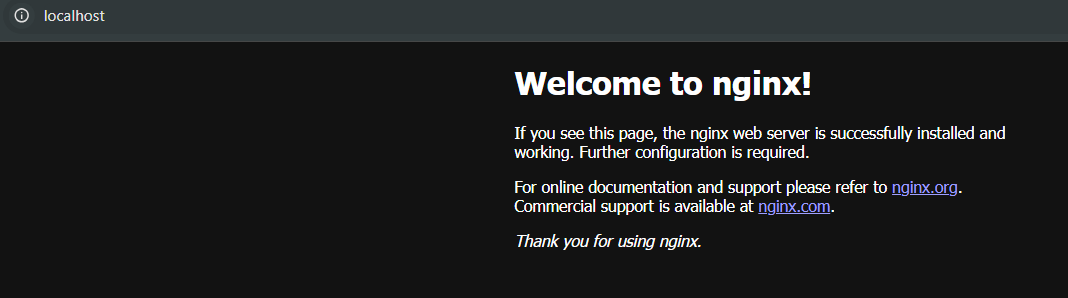 localhost
Welcome to nginx!
If you see this page, the nginx web server is successfully installed and
working. Further configuration is required.
For online documentation and support please refer to nginx.org.
Commercial support is available at nginx.com.
Thank you for using nginx.